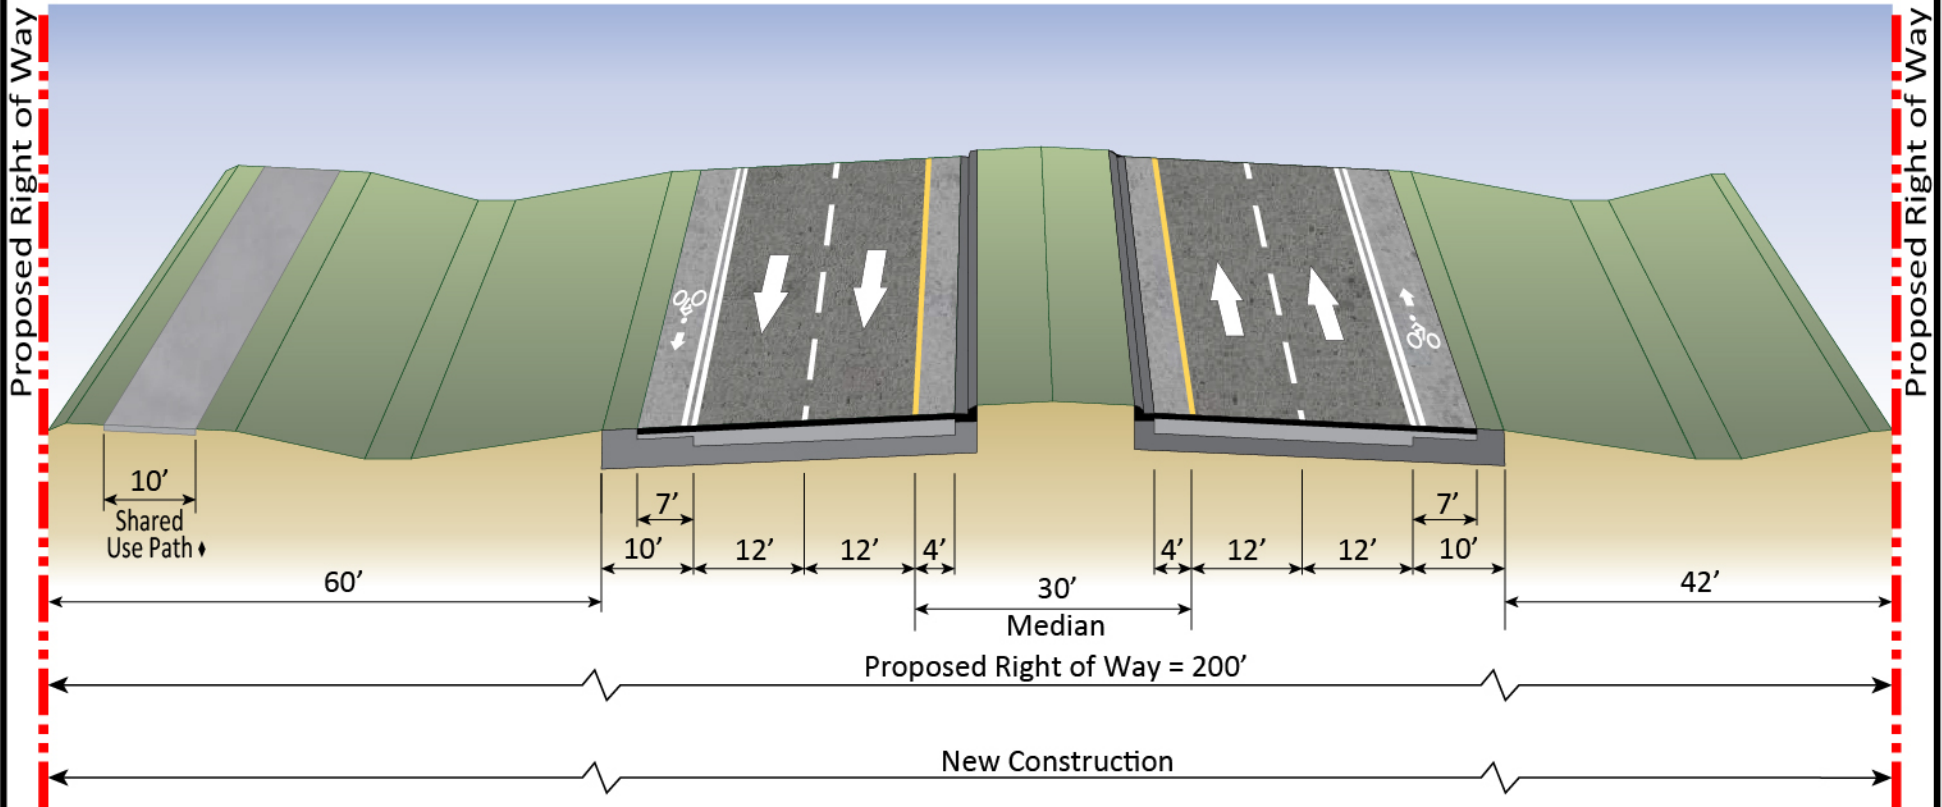 Proposed Right of Way
Proposed Right of Way
10’
Shared
Use Path ♦
7’
7’
10’
12’
12’
4’
4’
12’
12’
10’
60’
30’
42’
Median
Proposed Right of Way = 200’
New Construction